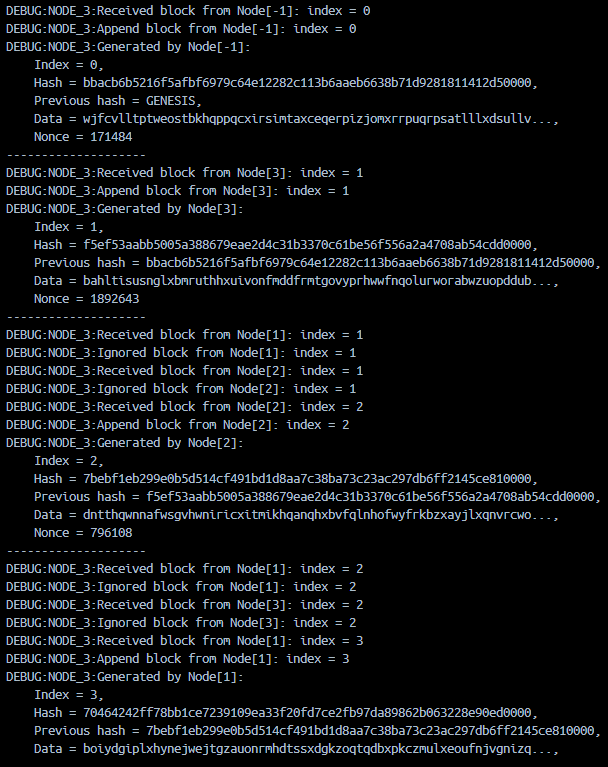 DEBUG:NODE_3:Received block from Node[-1]: index = 0
DEBUG:NODE_3:Append block from Node[-1]: index = 0
DEBUG:NODE_3:Generated by Node[-1]:
Index = 0,
Hash = bbacb6b5216f5afbf6979c64e12282c113b6aaeb6638b71d9281811412d50000,
Previous hash = GENESIS,
Data = wjfcvlltptweostbkhqppqcxirsimtaxceqerpizjomxrrpuqrpsatlllxdsullv...,
Nonce = 171484
--------------------
DEBUG:NODE_3:Received block from Node[3]: index = 1
DEBUG:NODE_3:Append block from Node[3]: index = 1
DEBUG:NODE_3:Generated by Node[3]:
Index = 1,
Hash = f5ef53aabb5005a388679eae2d4c31b3370c61be56f556a2a4708ab54cdd0000,
Previous hash = bbacb6b5216f5afbf6979c64e12282c113b6aaeb6638b71d9281811412d50000,
Data = bahltisusnglxbmruthhxuivonfmddfrmtgovyprhwwfnqolurworabwzuopddub...,
Nonce = 1892643
--------------------
DEBUG:NODE_3:Received block from Node[1]: index = 1
DEBUG:NODE_3:Ignored block from Node[1]: index = 1
DEBUG:NODE_3:Received block from Node[2]: index = 1
DEBUG:NODE_3:Ignored block from Node[2]: index = 1
DEBUG:NODE_3:Received block from Node[2]: index = 2
DEBUG:NODE_3:Append block from Node[2]: index = 2
DEBUG:NODE_3:Generated by Node[2]:
Index = 2,
Hash = 7bebf1eb299e0b5d514cf491bd1d8aa7c38ba73c23ac297db6ff2145ce810000,
Previous hash = f5ef53aabb5005a388679eae2d4c31b3370c61be56f556a2a4708ab54cdd0000,
Data = dntthqwnnafwsgvhwniricxitmikhqanqhxbvfqlnhofwyfrkbzxayjlxqnvrcwo...,
Nonce = 796108
--------------------
DEBUG:NODE_3:Received block from Node[1]: index = 2
DEBUG:NODE_3:Ignored block from Node[1]: index = 2
DEBUG:NODE_3:Received block from Node[3]: index = 2
DEBUG:NODE_3:Ignored block from Node[3]: index = 2
DEBUG:NODE_3:Received block from Node[1]: index = 3
DEBUG:NODE_3:Append block from Node[1]: index = 3
DEBUG:NODE_3:Generated by Node[1]:
Index = 3,
Hash = 70464242ff78bb1ce7239109ea33f20fd7ce2fb97da89862b063228e90ed0000,
Previous hash = 7bebf1eb299e0b5d514cf491bd1d8aa7c38ba73c23ac297db6ff2145ce810000,
Data = boiydgiplxhynejwejtgzauonrmhdtssxdgkzoqtqdbxpkczmulxeoufnjvgnizq...,